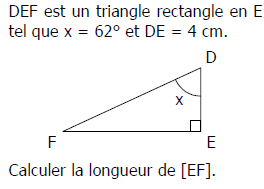 DEF est un triangle rectangle en E
tel que x = 62° et DE = 4 cm.
D
x
F
E
Calculer la longueur de [EF].